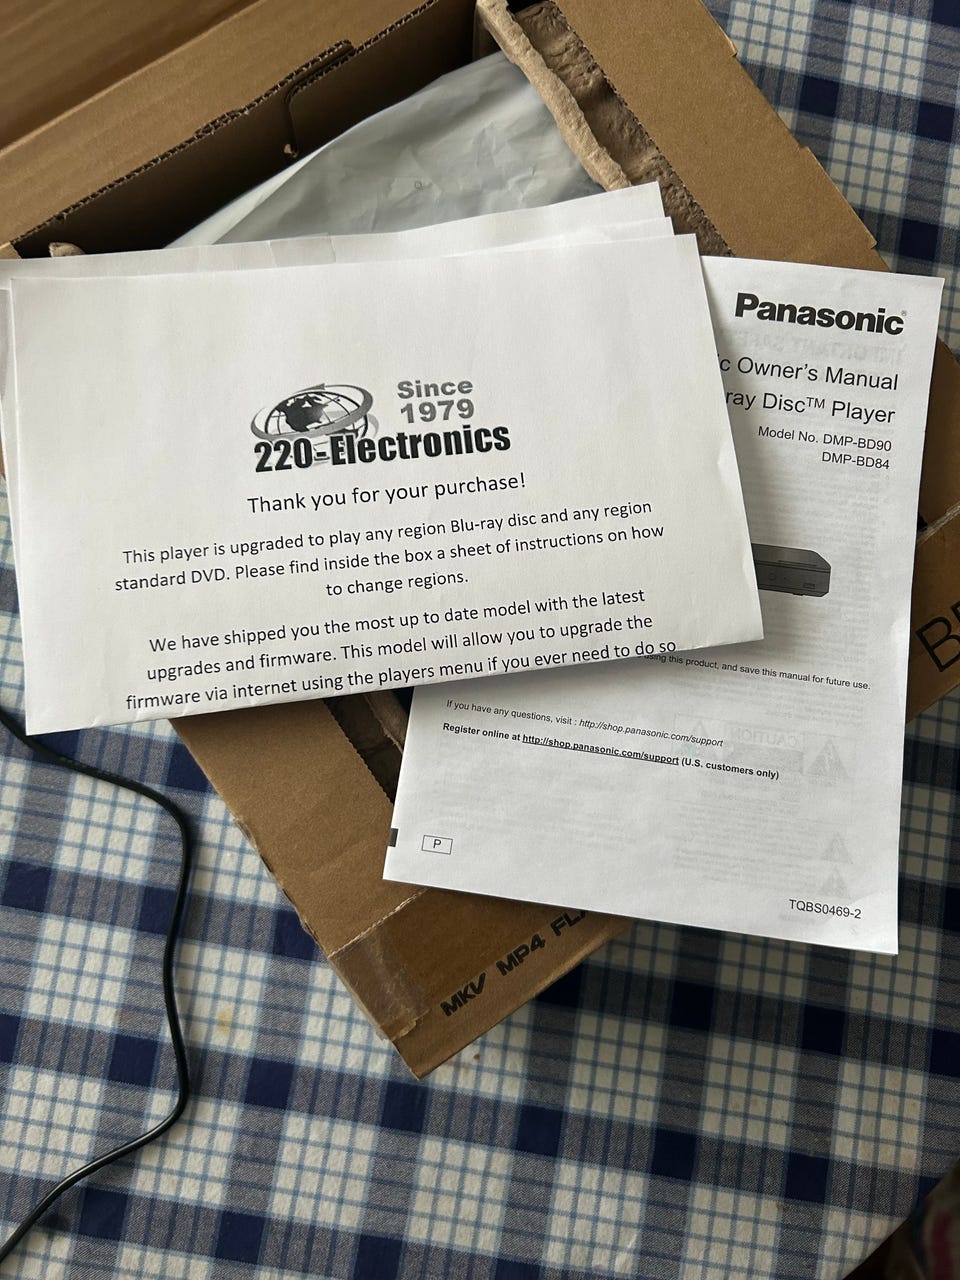 Since
1979
220-Electronics
Thank you for your purchase!
This player is upgraded to play any region Blu-ray disc and any region
standard DVD. Please find inside the box a sheet of instructions on how
to change regions.
We have shipped you the most up to date model with the latest
upgrades and firmware. This model will allow you to upgrade the
firmware via internet using the players menu if you ever need to do so
Panasonic
Owner's Manual
Disc™ Player
Model No. DMP-BD90
DMP-BD84
using this product, and save this manual for future use.
If you have any questions, visit : http://shop.panasonic.com/support
Register online at http://shop.panasonic.com/support (U.S. customers only)
P
TQBS0469-2
MKV MP4